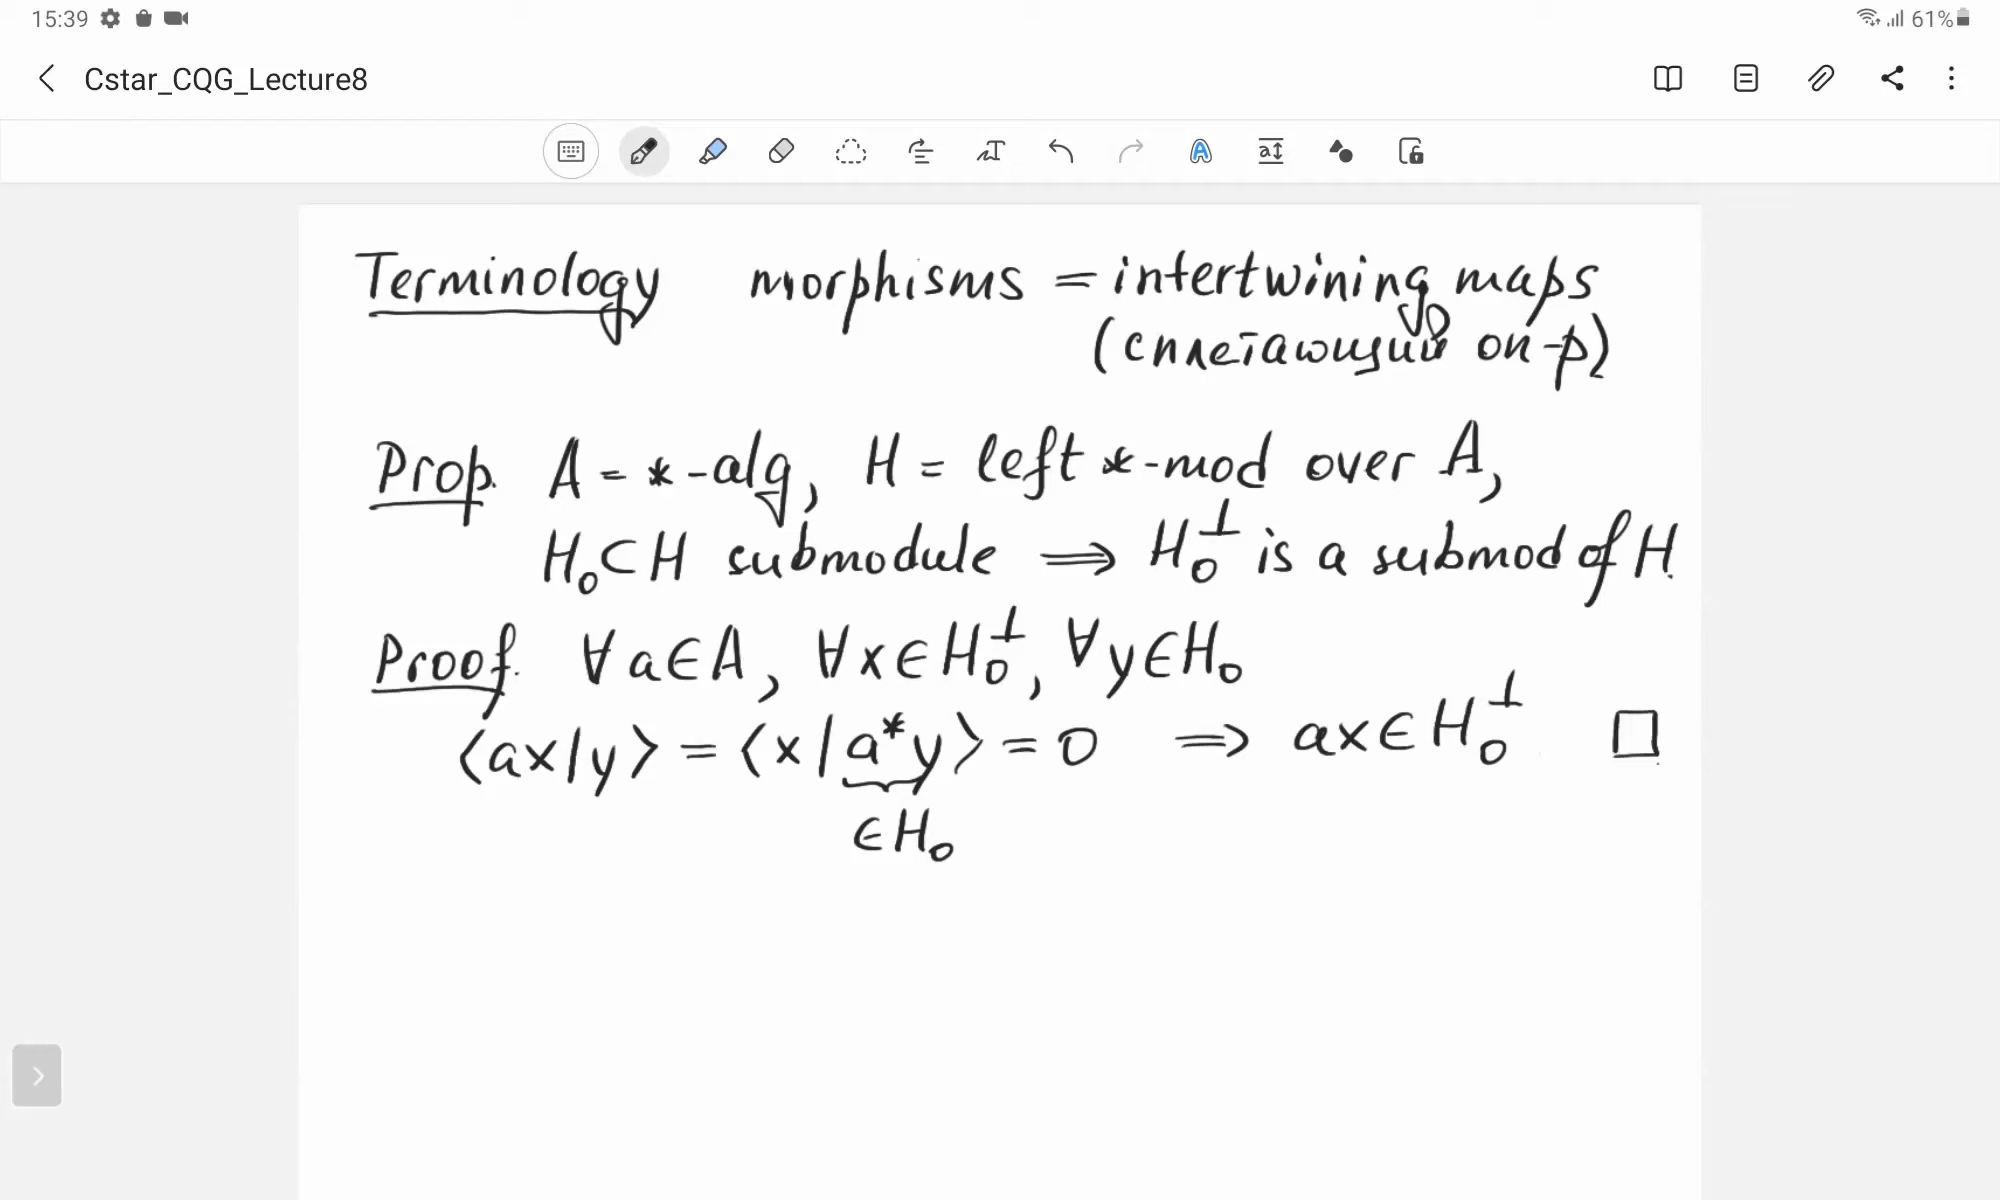 15:39 61%
Cstar_CQG_Lecture8
Terminology morphisms = intertwining maps
(сплетающий оп-р)
Prop. A = *-alg, H = left *-mod over A,
H₀⊂H submodule ⟹ H₀^⊥ is a submod of H.
Proof. ∀a∈A, ∀x∈H₀^⊥, ∀y∈H₀
⟨ax|y⟩ = ⟨x|a*y⟩ = 0 ⟹ ax∈H₀^⊥ □
∈H₀